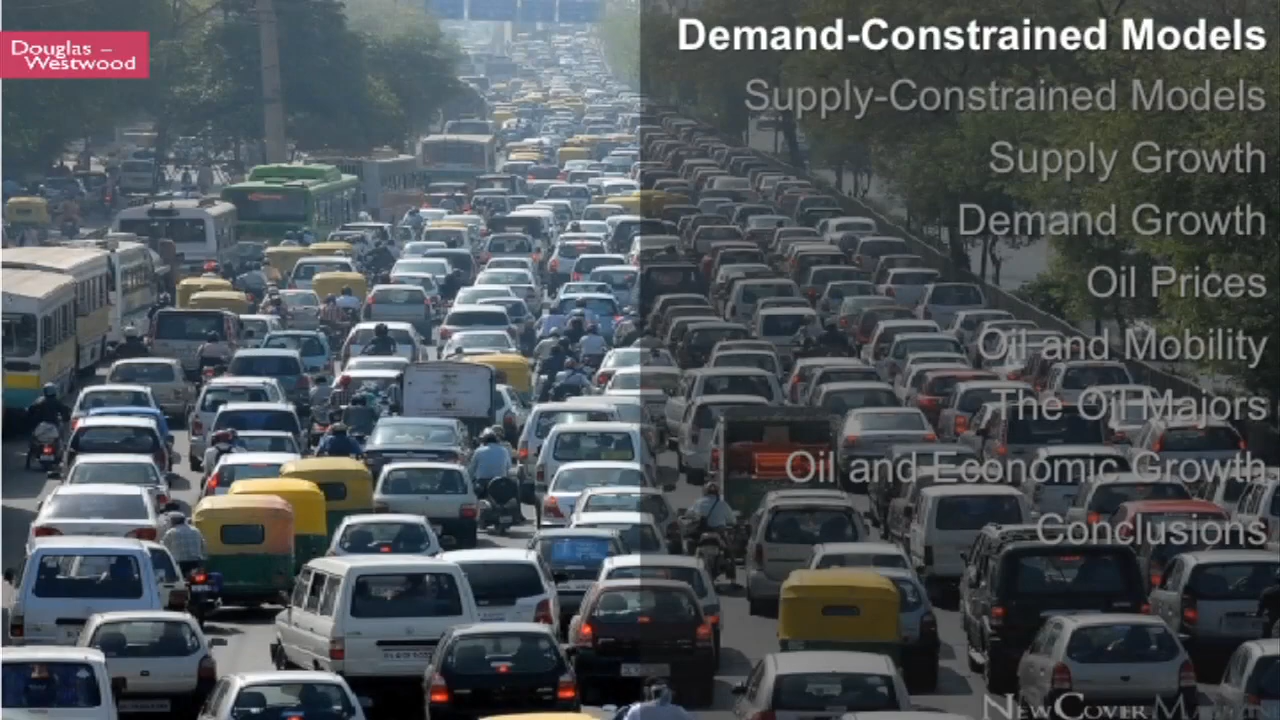 Douglas –
Westwood
Demand-Constrained Models
Supply-Constrained Models
Supply Growth
Demand Growth
Oil Prices
Oil and Mobility
The Oil Majors
Oil and Economic Growth
Conclusions
NEWCOVER